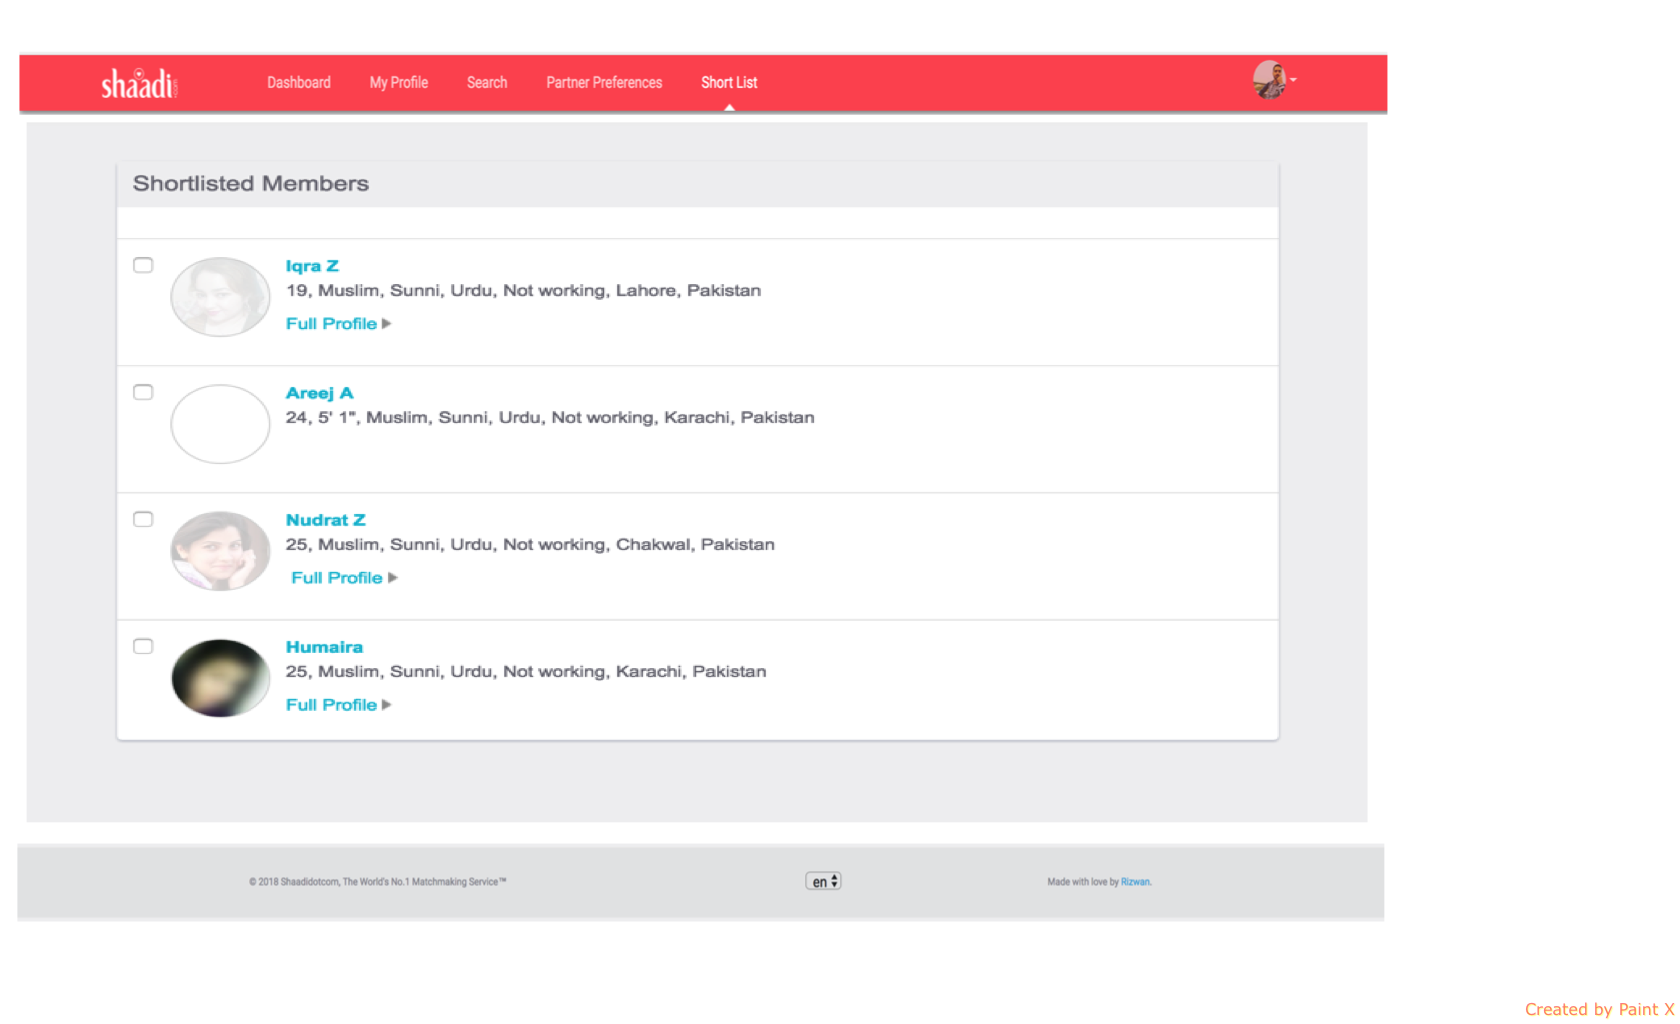 shaadi.com
Dashboard My Profile Search Partner Preferences Short List
Shortlisted Members
Iqra Z
19, Muslim, Sunni, Urdu, Not working, Lahore, Pakistan
Full Profile
Areej A
24, 5' 1", Muslim, Sunni, Urdu, Not working, Karachi, Pakistan
Nudrat Z
25, Muslim, Sunni, Urdu, Not working, Chakwal, Pakistan
Full Profile
Humaira
25, Muslim, Sunni, Urdu, Not working, Karachi, Pakistan
Full Profile
© 2018 Shaadidotcom, The World's No.1 Matchmaking Service™ en Made with love by Rizwan.
Created by Paint X